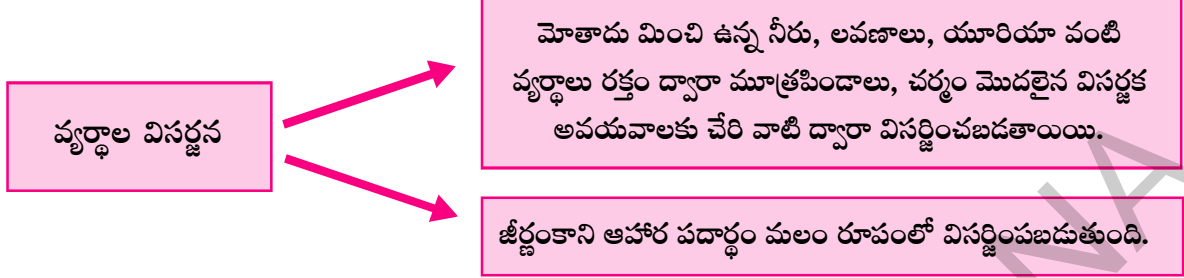 వ్యర్థాల విసర్జన
మోతాదు మించి ఉన్న నీరు, లవణాలు, యూరియా వంటి
వ్యర్థాలు రక్తం ద్వారా మూత్రపిండాలు, చర్మం మొదలైన విసర్జక
అవయవాలకు చేరి వాటి ద్వారా విసర్జించబడతాయియి.
జీర్ణంకాని ఆహార పదార్థం మలం రూపంలో విసర్జింపబడుతుంది.
NA